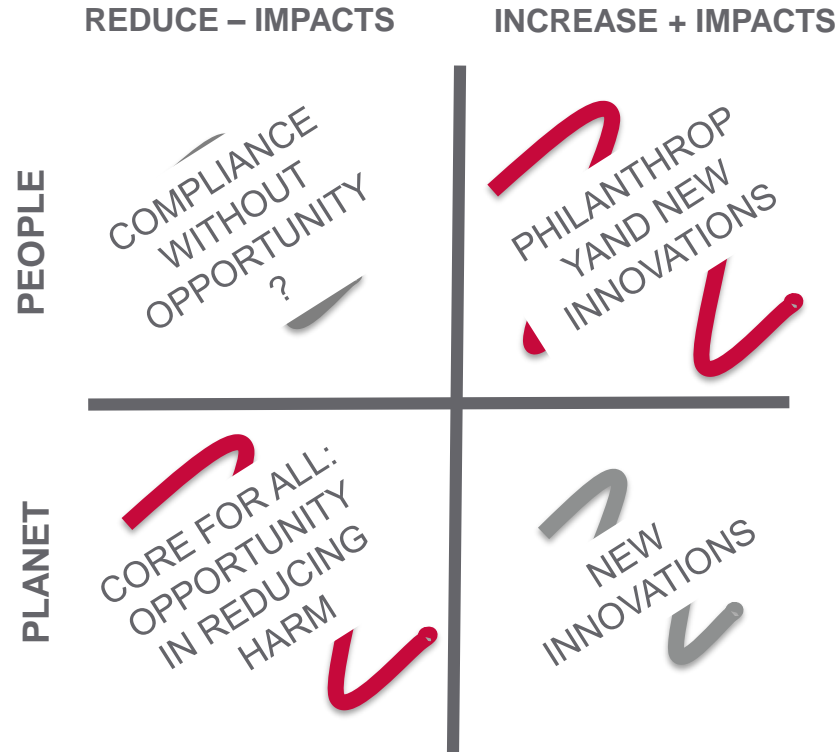 REDUCE – IMPACTS
INCREASE + IMPACTS
PEOPLE
COMPLIANCE
WITHOUT
OPPORTUNITY
?
PHILANTHROP
YAND NEW
INNOVATIONS
PLANET
CORE FOR ALL:
OPPORTUNITY
IN REDUCING
HARM
NEW
INNOVATIONS